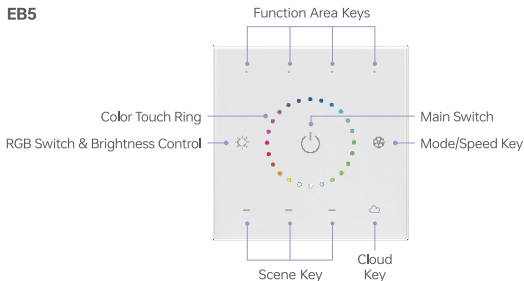 EB5
Function Area Keys
Color Touch Ring
Main Switch
RGB Switch & Brightness Control
Mode/Speed Key
Scene Key
Cloud
Key